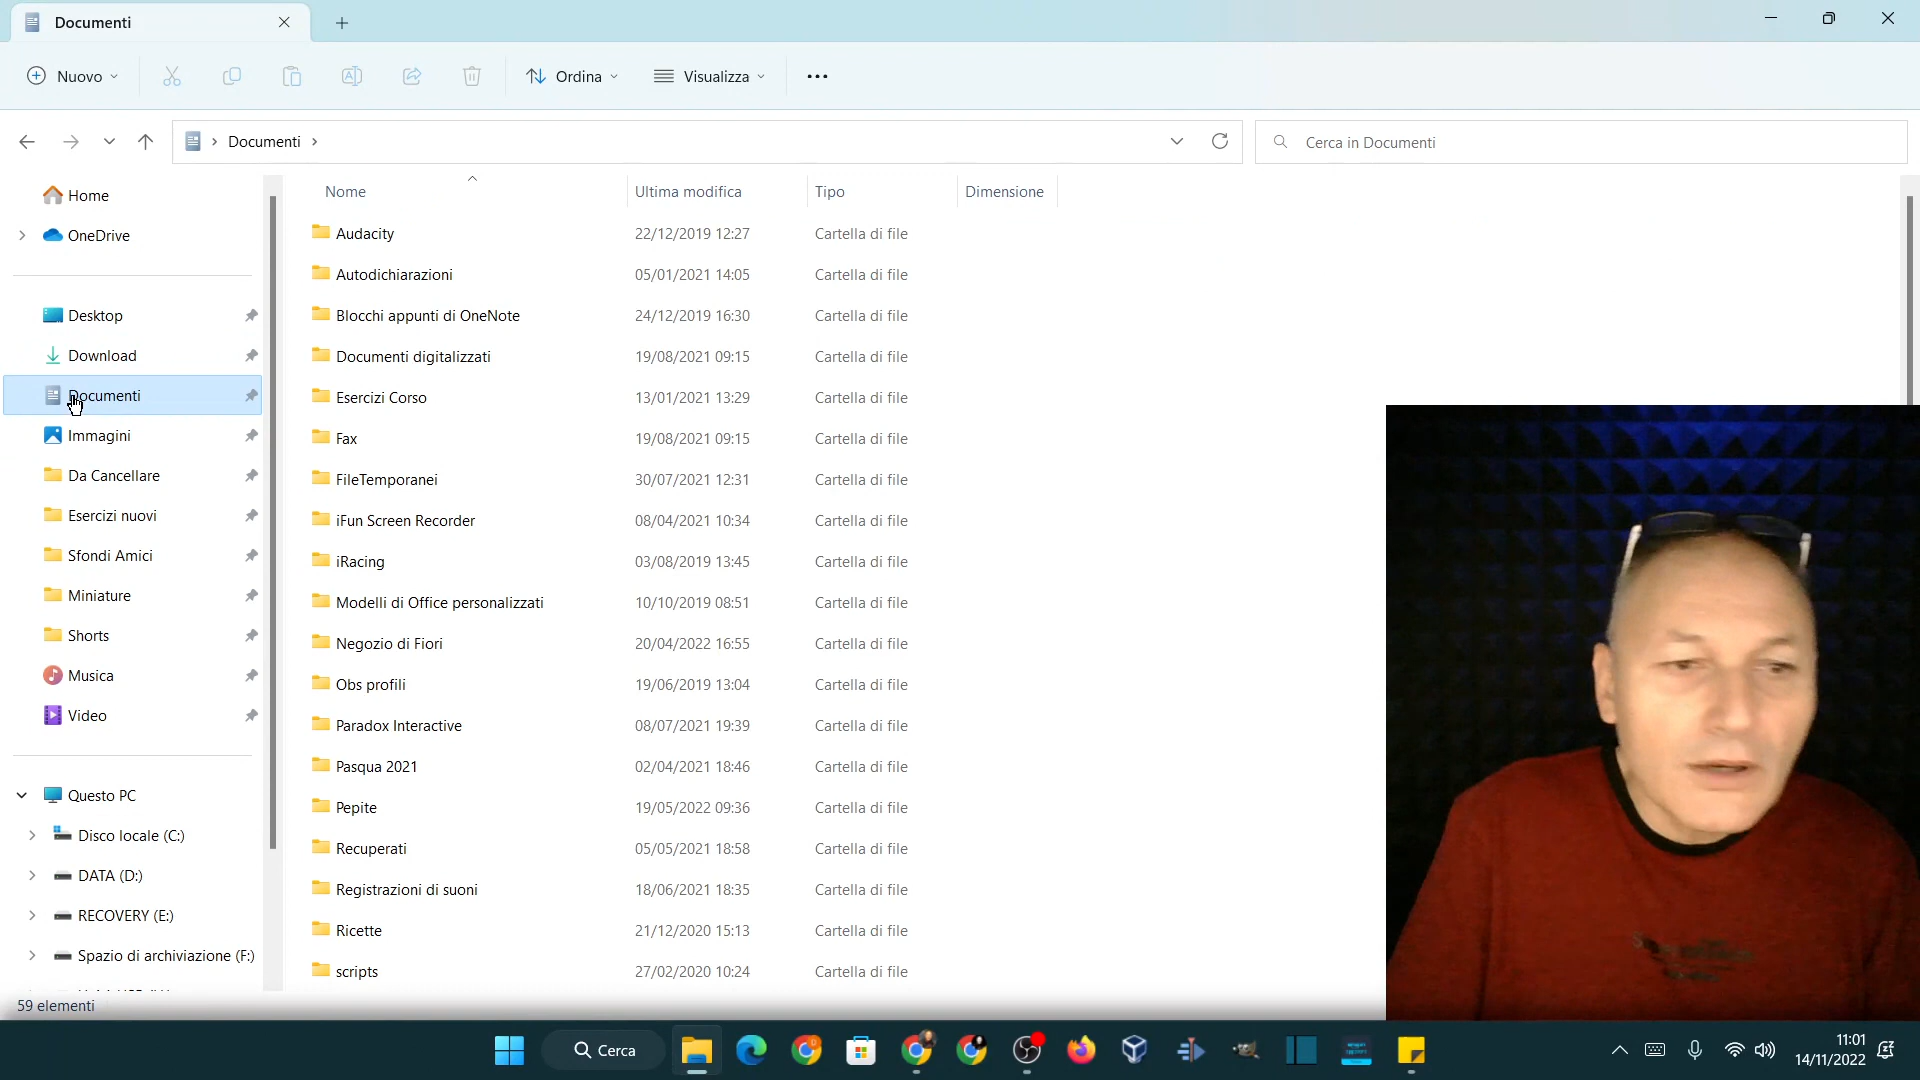 Documenti
Nuovo
Ordina
Visualizza
Documenti
Cerca in Documenti
Home
OneDrive
Desktop
Download
Documenti
Immagini
Da Cancellare
Esercizi nuovi
Sfondi Amici
Miniature
Shorts
Musica
Video
Questo PC
Disco locale (C:)
DATA (D:)
RECOVERY (E:)
Spazio di archiviazione (F:)
Nome Ultima modifica Tipo Dimensione
Audacity 22/12/2019 12:27 Cartella di file
Autodichiarazioni 05/01/2021 14:05 Cartella di file
Blocchi appunti di OneNote 24/12/2019 16:30 Cartella di file
Documenti digitalizzati 19/08/2021 09:15 Cartella di file
Esercizi Corso 13/01/2021 13:29 Cartella di file
Fax 19/08/2021 09:15 Cartella di file
FileTemporanei 30/07/2021 12:31 Cartella di file
iFun Screen Recorder 08/04/2021 10:34 Cartella di file
iRacing 03/08/2019 13:45 Cartella di file
Modelli di Office personalizzati 10/10/2019 08:51 Cartella di file
Negozio di Fiori 20/04/2022 16:55 Cartella di file
Obs profili 19/06/2019 13:04 Cartella di file
Paradox Interactive 08/07/2021 19:39 Cartella di file
Pasqua 2021 02/04/2021 18:46 Cartella di file
Pepite 19/05/2022 09:36 Cartella di file
Recuperati 05/05/2021 18:58 Cartella di file
Registrazioni di suoni 18/06/2021 18:35 Cartella di file
Ricette 21/12/2020 15:13 Cartella di file
scripts 27/02/2020 10:24 Cartella di file
59 elementi
Cerca
11:01
14/11/2022